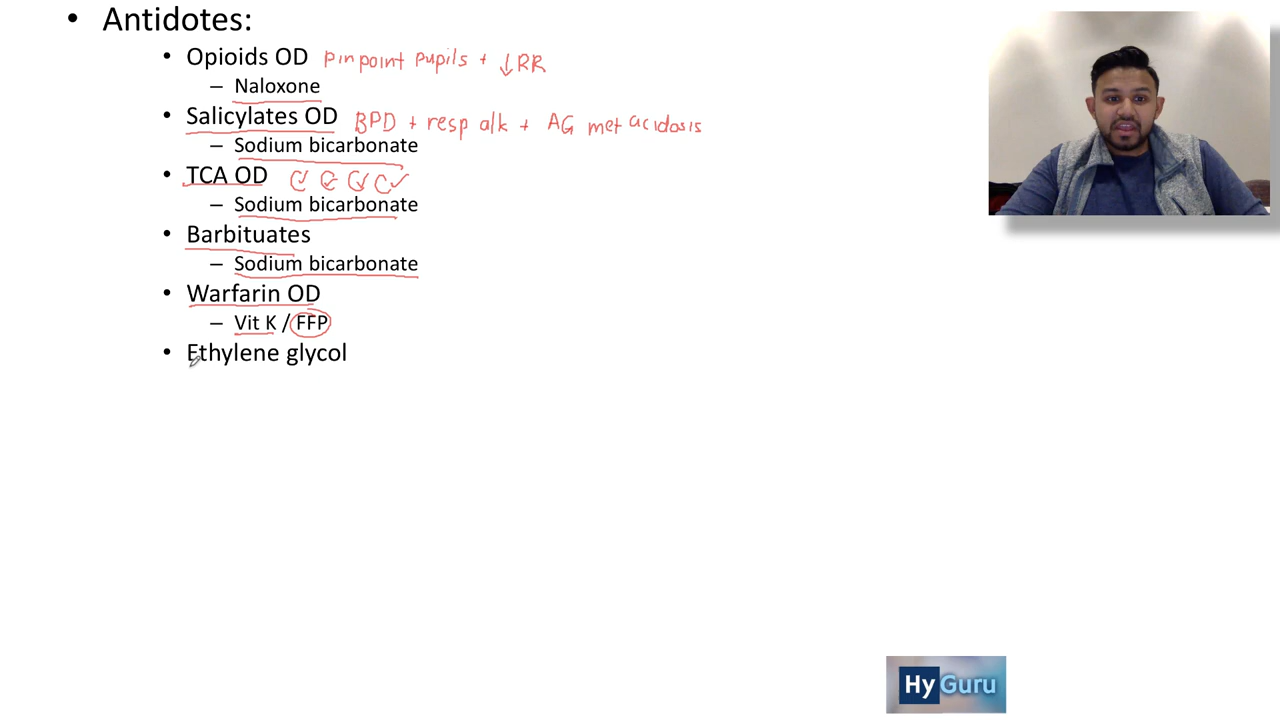 • Antidotes:
• Opioids OD pinpoint pupils + ↓RR
– Naloxone
• Salicylates OD BPD + resp alk + AG met acidosis
– Sodium bicarbonate
• TCA OD C C C C
– Sodium bicarbonate
• Barbituates
– Sodium bicarbonate
• Warfarin OD
– Vit K / FFP
• Ethylene glycol
HyGuru